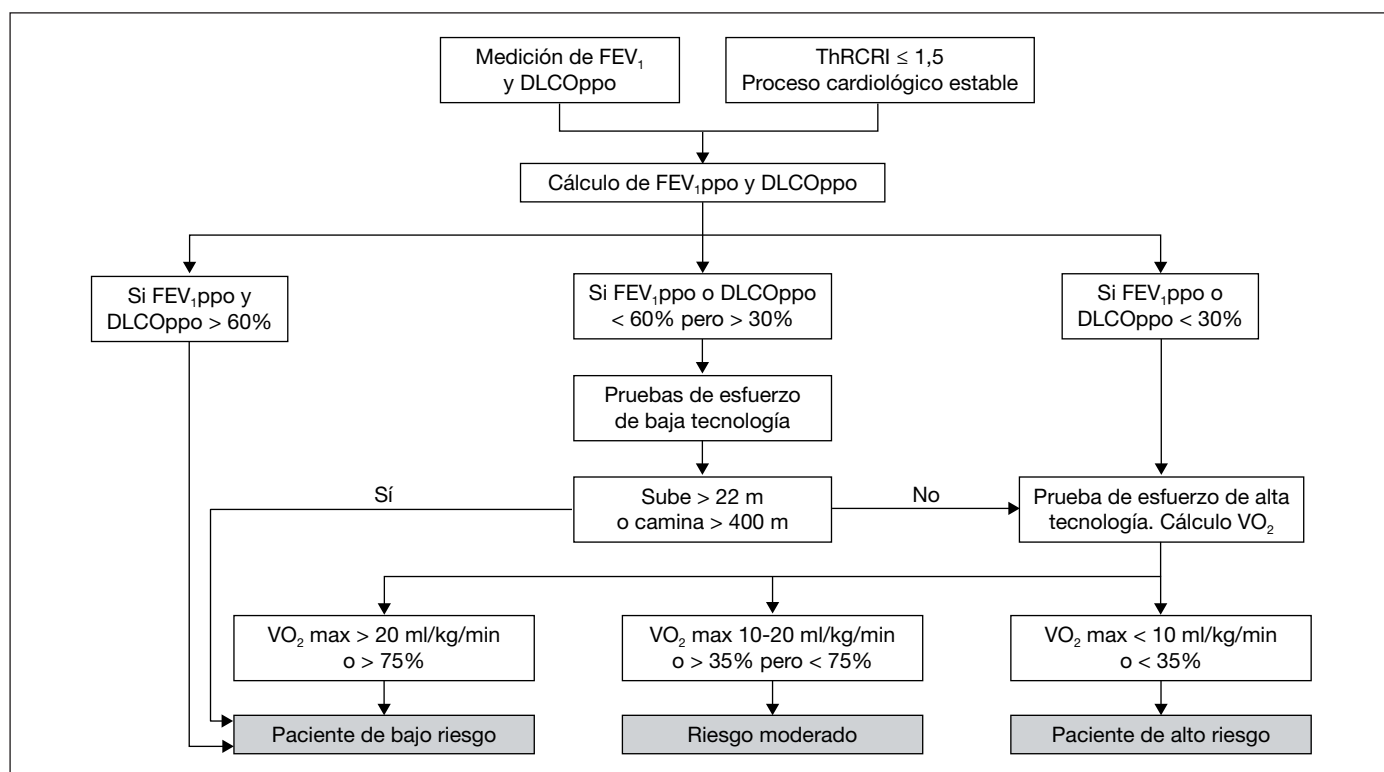 Medición de FEV₁
y DLCOppo
ThRCRI ≤ 1,5
Proceso cardiológico estable
Cálculo de FEV₁ppo y DLCOppo
Si FEV₁ppo y
DLCOppo > 60%
Si FEV₁ppo o DLCOppo
< 60% pero > 30%
Si FEV₁ppo o
DLCOppo < 30%
Pruebas de esfuerzo
de baja tecnología
Sí
Sube > 22 m
o camina > 400 m
No
Prueba de esfuerzo de alta
tecnología. Cálculo VO₂
VO₂ max > 20 ml/kg/min
o > 75%
VO₂ max 10-20 ml/kg/min
o > 35% pero < 75%
VO₂ max < 10 ml/kg/min
o < 35%
Paciente de bajo riesgo
Riesgo moderado
Paciente de alto riesgo